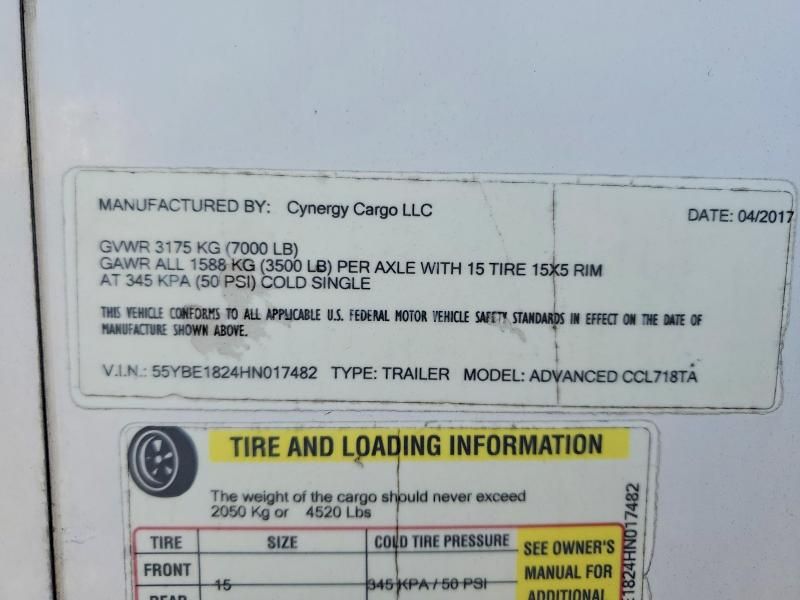 MANUFACTURED BY: Cynergy Cargo LLC DATE: 04/2017
GVWR 3175 KG (7000 LB)
GAWR ALL 1588 KG (3500 LB) PER AXLE WITH 15 TIRE 15X5 RIM
AT 345 KPA (50 PSI) COLD SINGLE
THIS VEHICLE CONFORMS TO ALL APPLICABLE U.S. FEDERAL MOTOR VEHICLE SAFETY STANDARDS IN EFFECT ON THE DATE OF
MANUFACTURE SHOWN ABOVE.
V.I.N.: 55YBE1824HN017482 TYPE: TRAILER MODEL: ADVANCED CCL718TA
TIRE AND LOADING INFORMATION
The weight of the cargo should never exceed
2050 Kg or 4520 Lbs
TIRE SIZE COLD TIRE PRESSURE
FRONT 15 345 KPA / 50 PSI
REAR
SEE OWNER'S
MANUAL FOR
ADDITIONAL
E1824HN017482